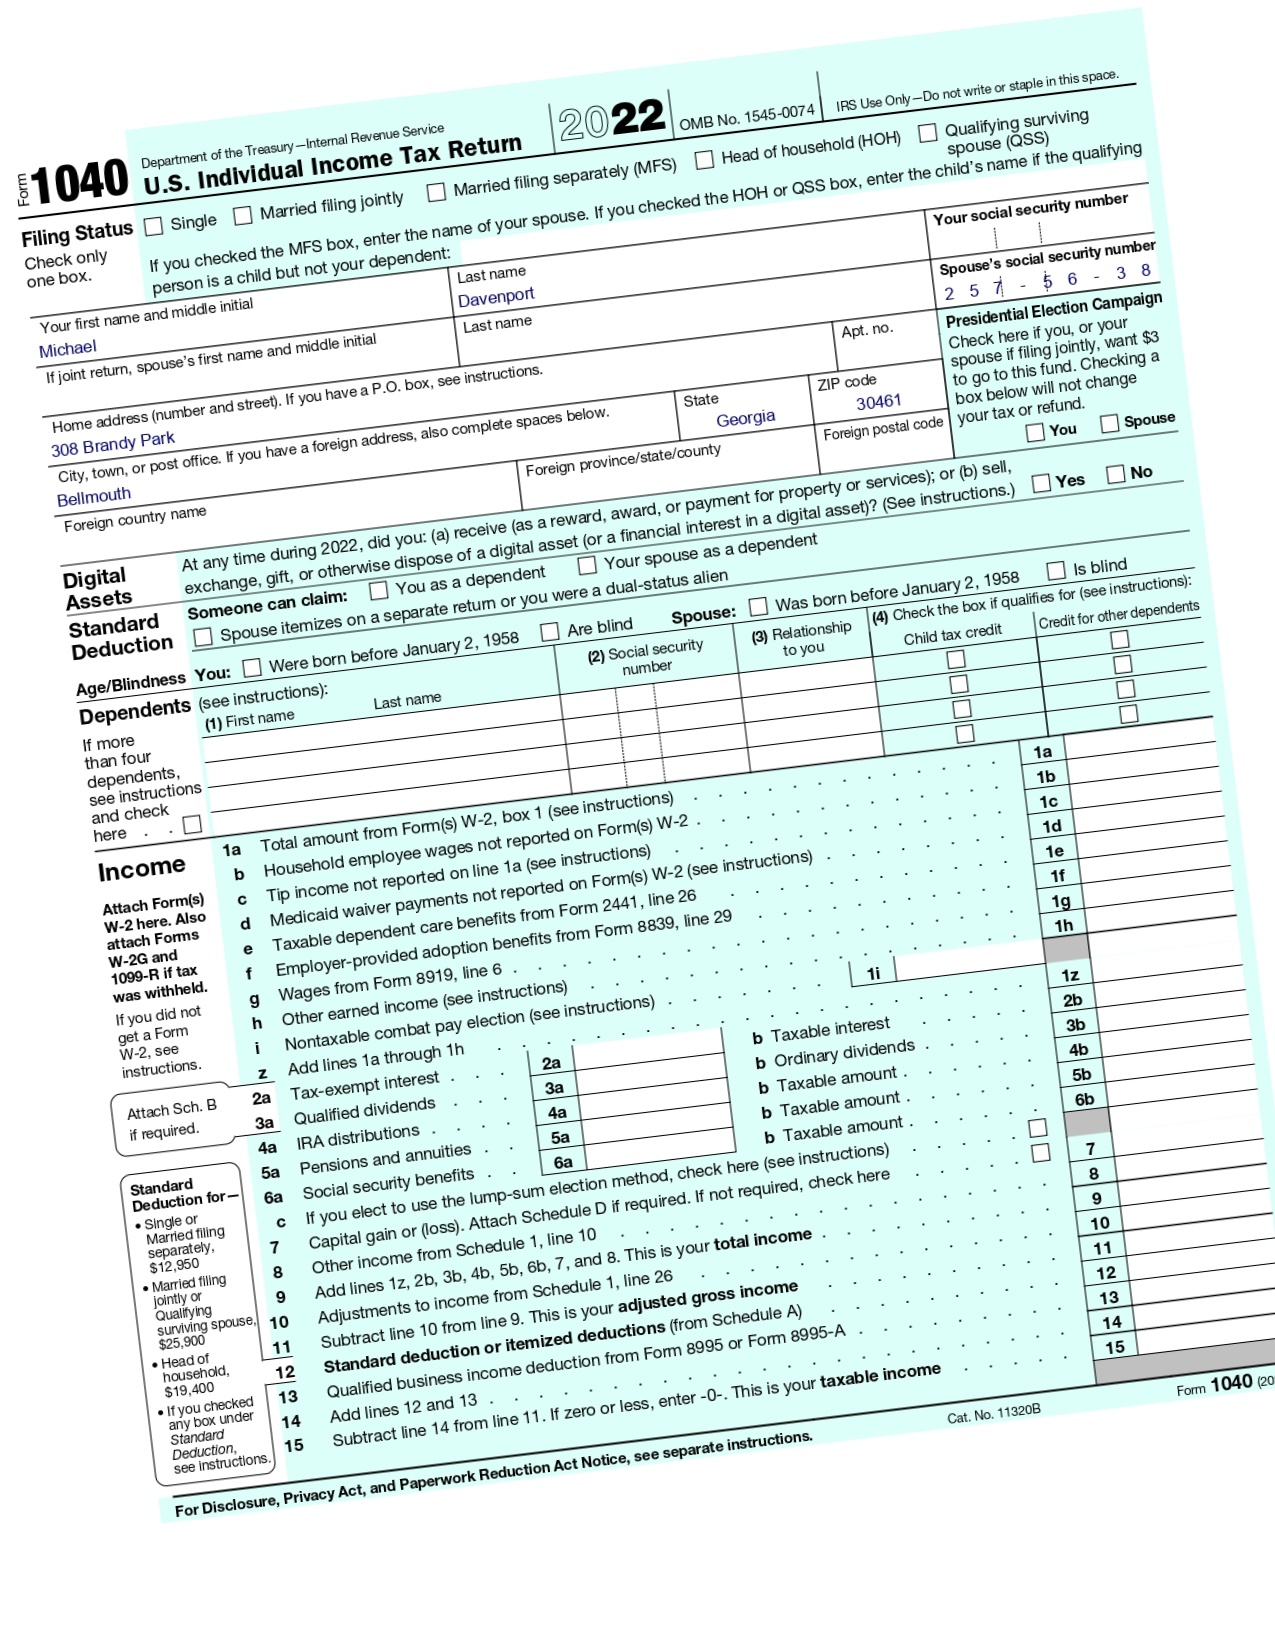 Form 1040 Department of the Treasury—Internal Revenue Service
U.S. Individual Income Tax Return 2022 OMB No. 1545-0074 IRS Use Only—Do not write or staple in this space.
Filing Status
Check only
one box.
Single Married filing jointly Married filing separately (MFS) Head of household (HOH) Qualifying surviving
spouse (QSS)
If you checked the MFS box, enter the name of your spouse. If you checked the HOH or QSS box, enter the child's name if the qualifying
person is a child but not your dependent:
Your first name and middle initial Last name Your social security number
Michael Davenport
If joint return, spouse's first name and middle initial Last name Spouse's social security number
257-56-38
Home address (number and street). If you have a P.O. box, see instructions. Apt. no.
308 Brandy Park
City, town, or post office. If you have a foreign address, also complete spaces below. State ZIP code
Bellmouth Georgia 30461
Foreign country name Foreign province/state/county Foreign postal code
Presidential Election Campaign
Check here if you, or your
spouse if filing jointly, want $3
to go to this fund. Checking a
box below will not change
your tax or refund.
You Spouse
Digital
Assets
At any time during 2022, did you: (a) receive (as a reward, award, or payment for property or services); or (b) sell,
exchange, gift, or otherwise dispose of a digital asset (or a financial interest in a digital asset)? (See instructions.) Yes No
Standard
Deduction
Someone can claim: You as a dependent Your spouse as a dependent
Spouse itemizes on a separate return or you were a dual-status alien
Age/Blindness You: Were born before January 2, 1958 Are blind Spouse: Was born before January 2, 1958 Is blind
Dependents (see instructions):
(1) First name Last name
(2) Social security
number
(3) Relationship
to you
(4) Check the box if qualifies for (see instructions):
Child tax credit Credit for other dependents
If more
than four
dependents,
see instructions
and check
here . .
Income
Attach Form(s)
W-2 here. Also
attach Forms
W-2G and
1099-R if tax
was withheld.
If you did not
get a Form
W-2, see
instructions.
1a Total amount from Form(s) W-2, box 1 (see instructions) 1a
b Household employee wages not reported on Form(s) W-2 1b
c Tip income not reported on line 1a (see instructions) 1c
d Medicaid waiver payments not reported on Form(s) W-2 (see instructions) 1d
e Taxable dependent care benefits from Form 2441, line 26 1e
f Employer-provided adoption benefits from Form 8839, line 29 1f
g Wages from Form 8919, line 6 1g
h Other earned income (see instructions) 1h
i Nontaxable combat pay election (see instructions) 1i
z Add lines 1a through 1h 1z
Attach Sch. B
if required.
2a Tax-exempt interest 2a b Taxable interest 2b
3a Qualified dividends 3a b Ordinary dividends 3b
4a IRA distributions 4a b Taxable amount 4b
5a Pensions and annuities 5a b Taxable amount 5b
6a Social security benefits 6a b Taxable amount 6b
c If you elect to use the lump-sum election method, check here (see instructions)
7 Capital gain or (loss). Attach Schedule D if required. If not required, check here 7
8 Other income from Schedule 1, line 10 8
9 Add lines 1z, 2b, 3b, 4b, 5b, 6b, 7, and 8. This is your total income 9
10 Adjustments to income from Schedule 1, line 26 10
11 Subtract line 10 from line 9. This is your adjusted gross income 11
12 Standard deduction or itemized deductions (from Schedule A) 12
13 Qualified business income deduction from Form 8995 or Form 8995-A 13
14 Add lines 12 and 13 14
15 Subtract line 14 from line 11. If zero or less, enter -0-. This is your taxable income 15
Standard
Deduction for—
• Single or
Married filing
separately,
$12,950
• Married filing
jointly or
Qualifying
surviving spouse,
$25,900
• Head of
household,
$19,400
• If you checked
any box under
Standard
Deduction,
see instructions.
For Disclosure, Privacy Act, and Paperwork Reduction Act Notice, see separate instructions. Cat. No. 11320B Form 1040 (20